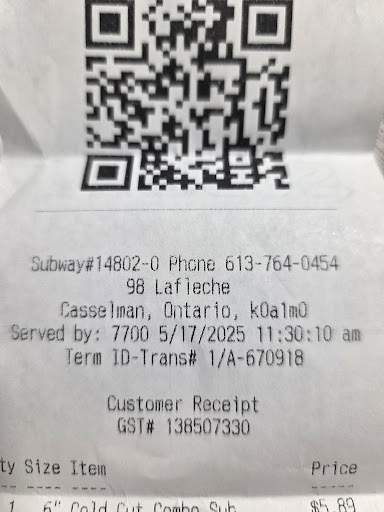 Subway#14802-0 Phone 613-764-0454
98 Lafleche
Casselman, Ontario, k0a1m0
Served by: 7700 5/17/2025 11:30:10 am
Term ID-Trans# 1/A-670918
Customer Receipt
GST# 138507330
ty Size Item Price
1 6" Cold Cut Combo Sub $5.89